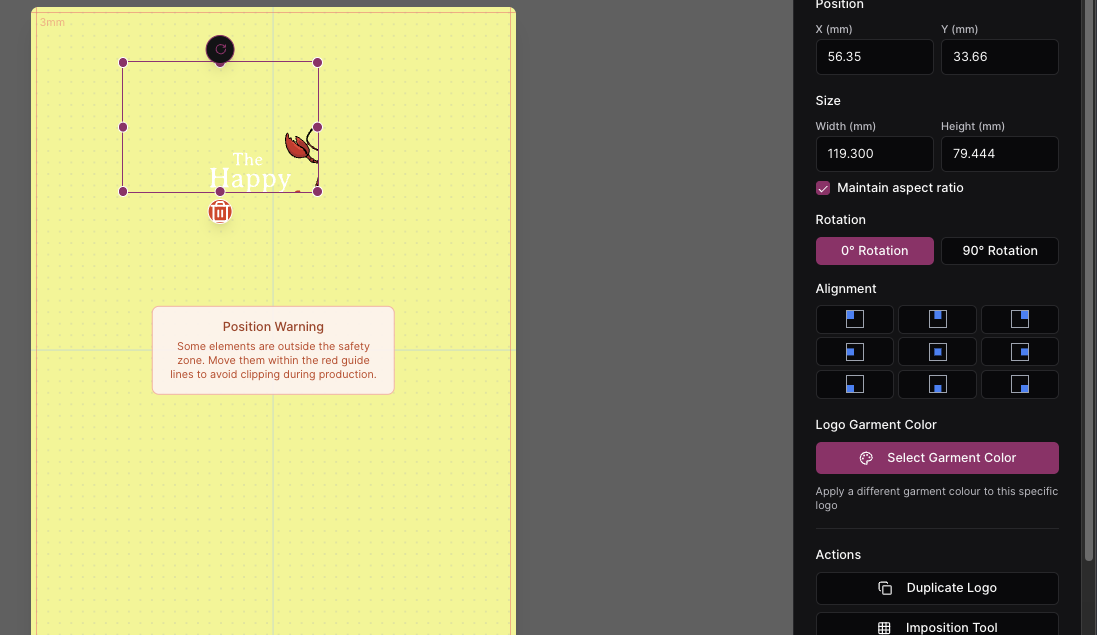 3mm
The
Happy
Position Warning
Some elements are outside the safety
zone. Move them within the red guide
lines to avoid clipping during production.
Position
X (mm)
Y (mm)
56.35
33.66
Size
Width (mm)
Height (mm)
119.300
79.444
Maintain aspect ratio
Rotation
0° Rotation
90° Rotation
Alignment
Logo Garment Color
Select Garment Color
Apply a different garment colour to this specific
logo
Actions
Duplicate Logo
Imposition Tool